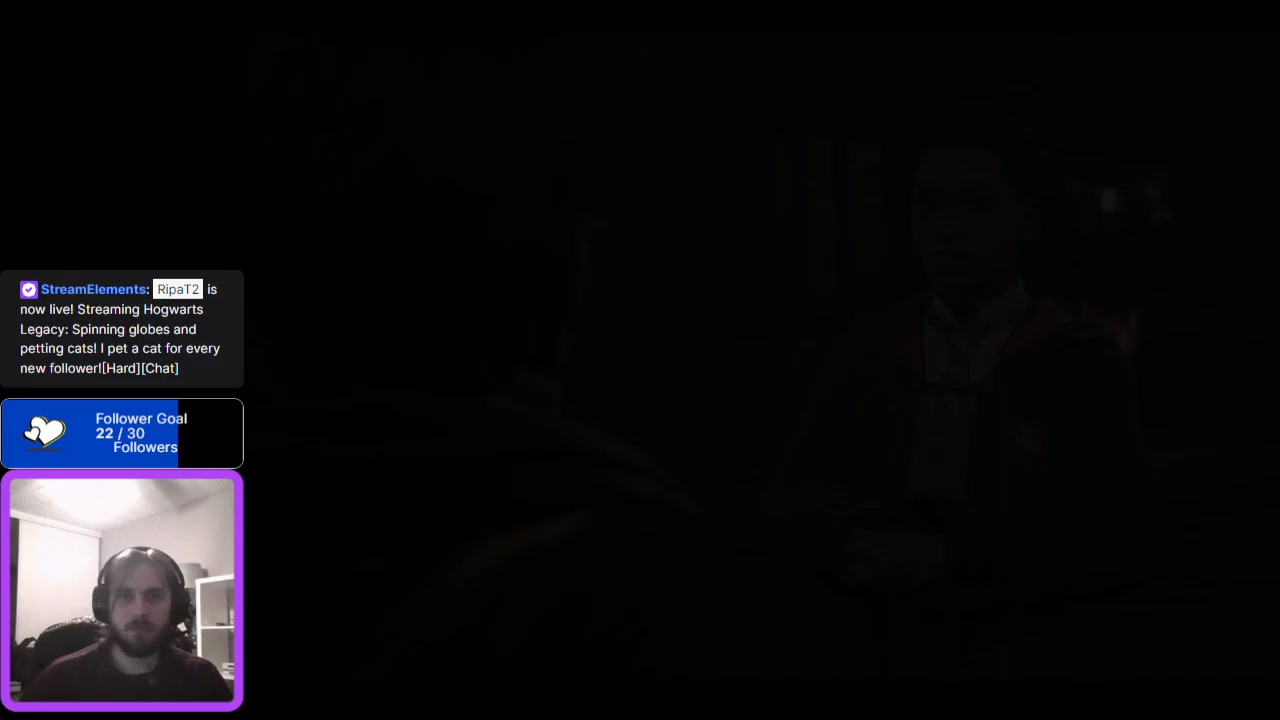 StreamElements: RipaT2 is
now live! Streaming Hogwarts
Legacy: Spinning globes and
petting cats! I pet a cat for every
new follower![Hard][Chat]
Follower Goal
22 / 30
Followers